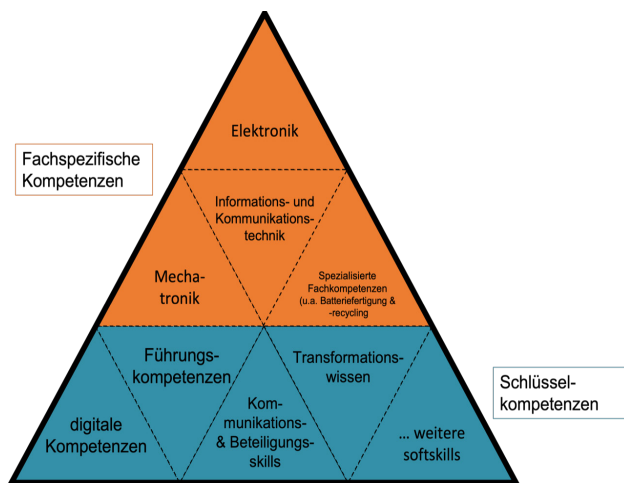 Elektronik
Fachspezifische
Kompetenzen
Informations- und
Kommunikations-
technik
Mecha-
tronik
Spezialisierte
Fachkompetenzen
(u.a. Batteriefertigung &
-recycling
Führungs-
kompetenzen
Transformations-
wissen
Schlüssel-
kompetenzen
digitale
Kompetenzen
Kom-
munikations-
& Beteiligungs-
skills
... weitere
softskills